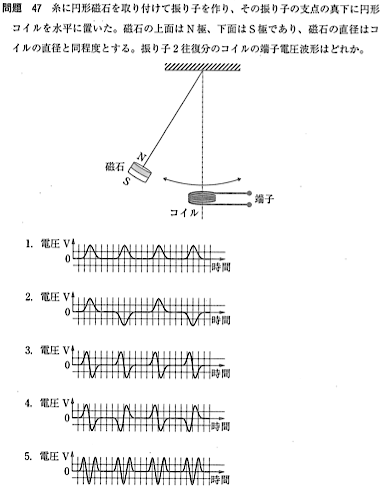 問題 47 糸に円形磁石を取り付けて振り子を作り、その振り子の支点の真下に円形
コイルを水平に置いた。磁石の上面はN極、下面はS極であり、磁石の直径はコ
イルの直径と同程度とする。振り子2往復分のコイルの端子電圧波形はどれか。
磁石
N
S
端子
コイル
1. 電圧 V
0
時間
2. 電圧 V
0
時間
3. 電圧 V
0
時間
4. 電圧 V
0
時間
5. 電圧 V
0
時間